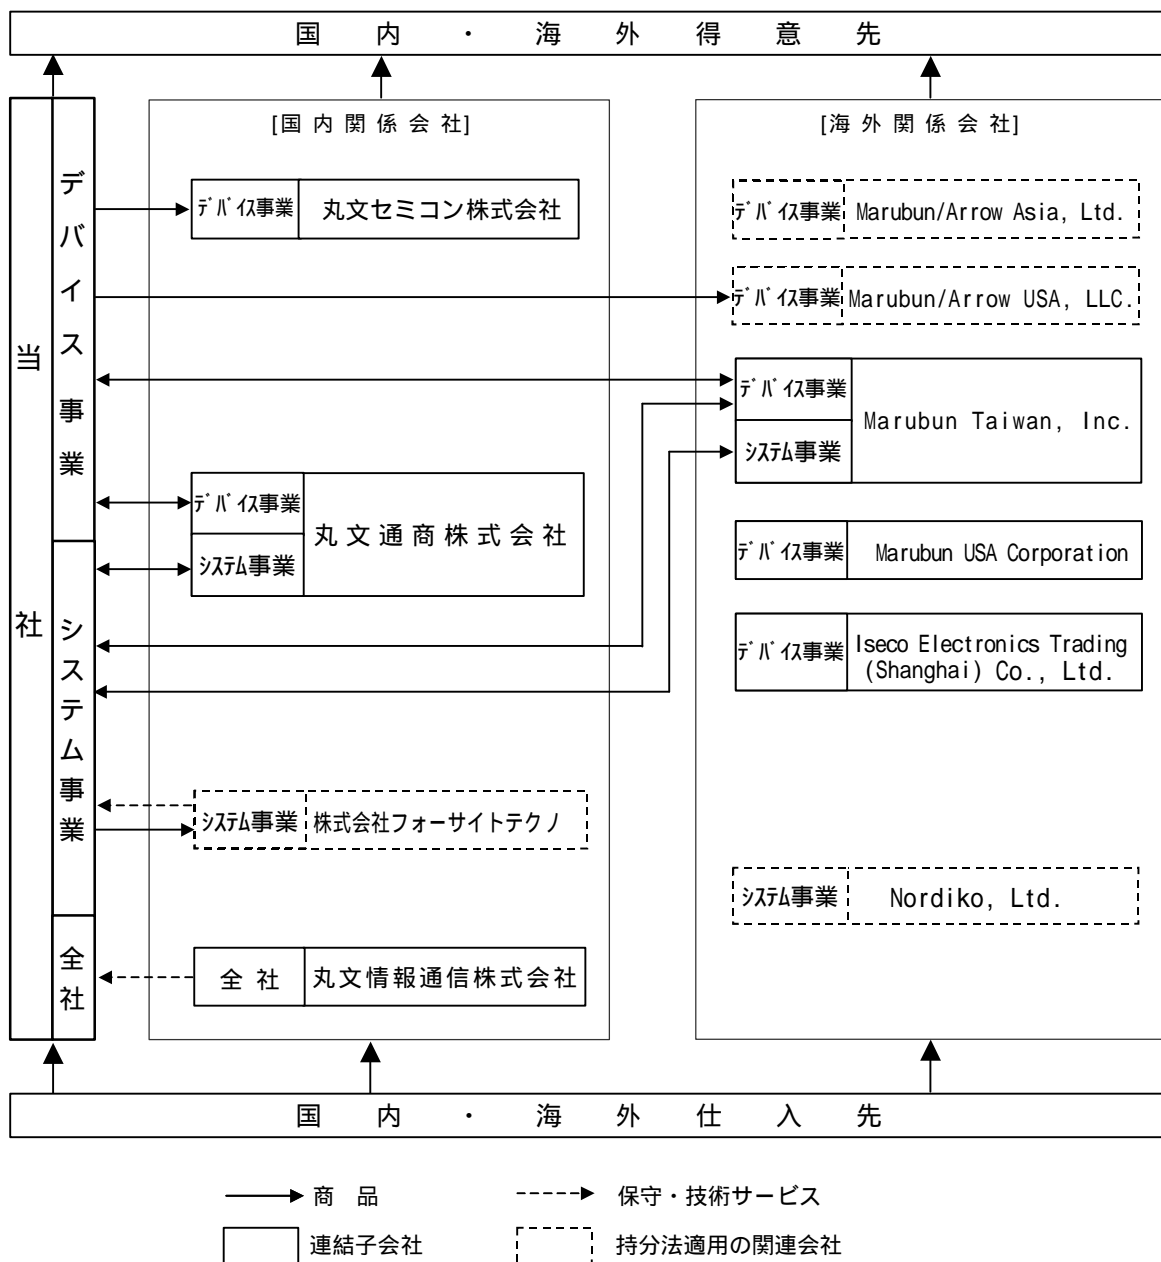 国内・海外得意先
[国内関係会社]
[海外関係会社]
当社
デバイス事業
システム事業
全社
デバイス事業 丸文セミコン株式会社
デバイス事業
システム事業
丸文通商株式会社
システム事業 株式会社フォーサイトテクノ
全社 丸文情報通信株式会社
デバイス事業 Marubun/Arrow Asia, Ltd.
デバイス事業 Marubun/Arrow USA, LLC.
デバイス事業
システム事業
Marubun Taiwan, Inc.
デバイス事業 Marubun USA Corporation
デバイス事業 Iseco Electronics Trading
(Shanghai) Co., Ltd.
システム事業 Nordiko, Ltd.
国内・海外仕入先
商品
保守・技術サービス
連結子会社
持分法適用の関連会社